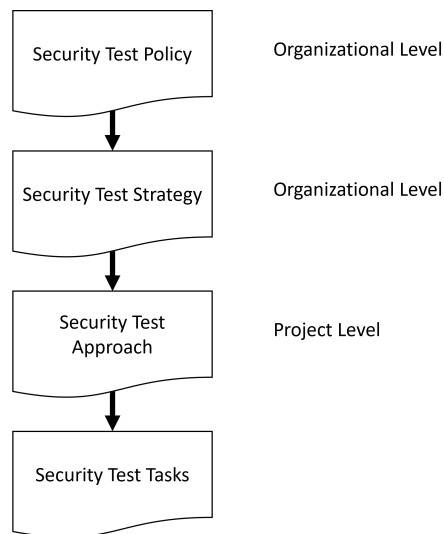 Security Test Policy
Organizational Level
Security Test Strategy
Organizational Level
Security Test
Approach
Project Level
Security Test Tasks